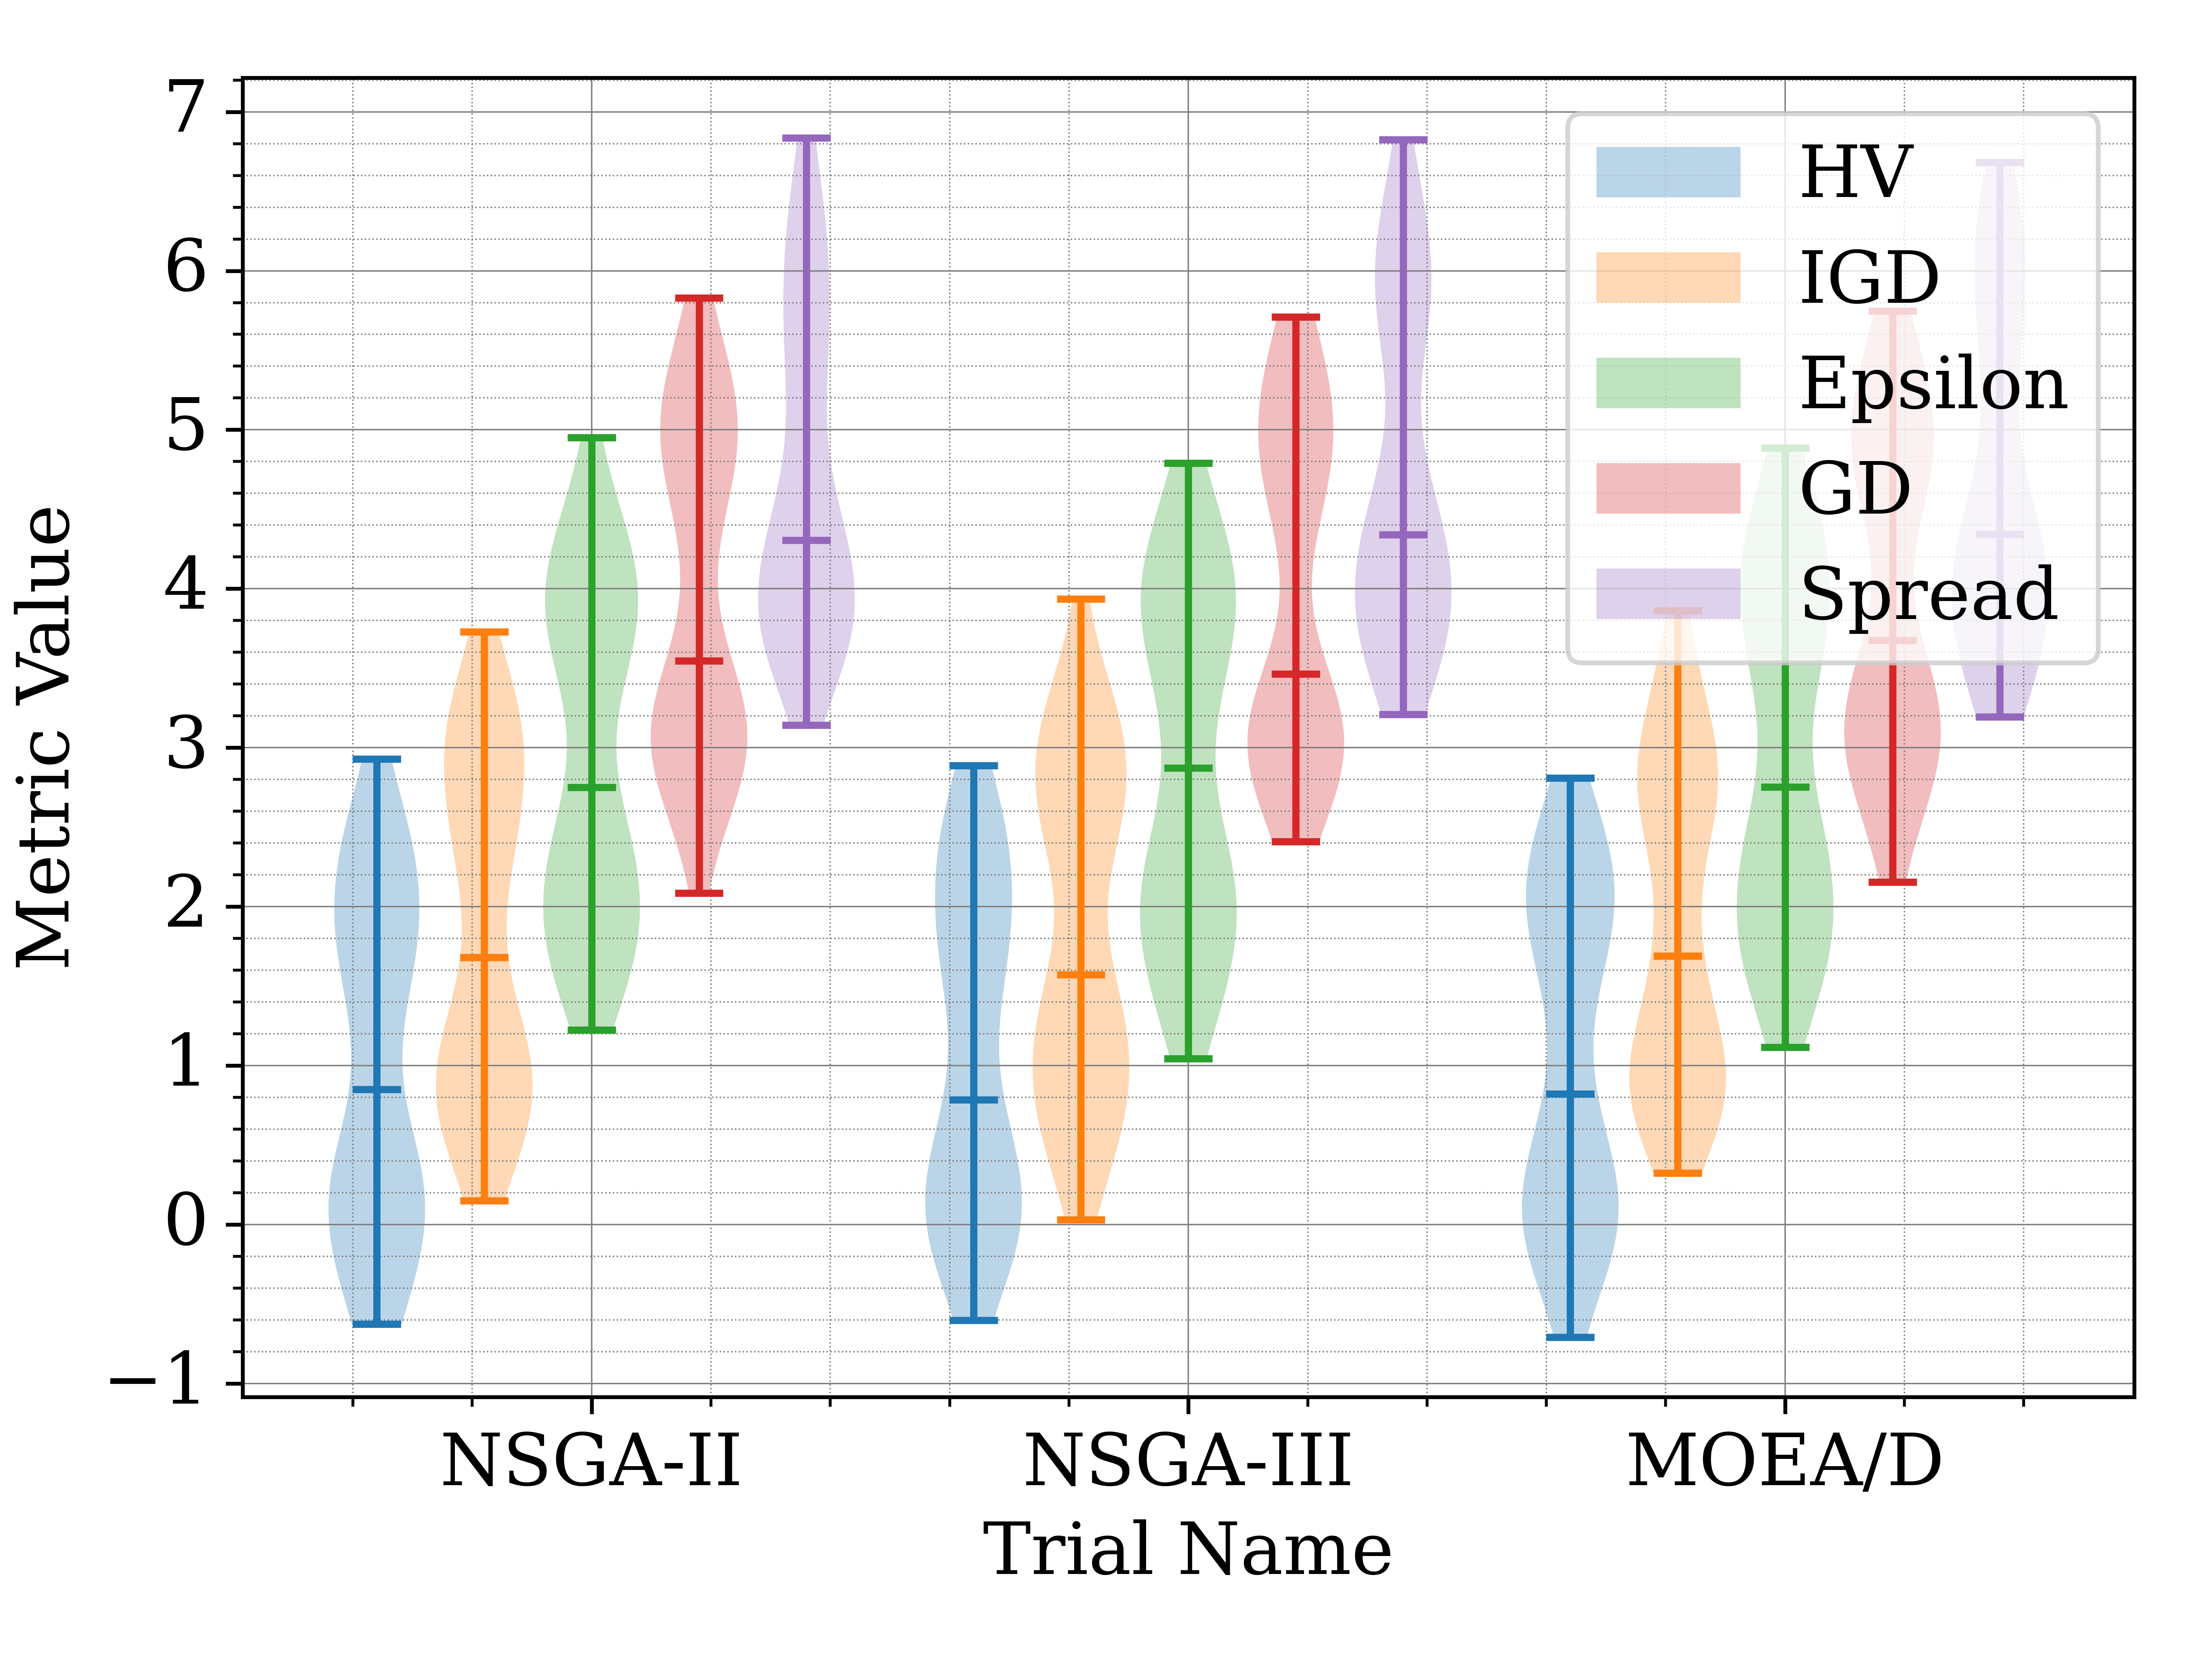 7
6
5
4
3
2
1
0
−1
Metric Value
HV
IGD
Epsilon
GD
Spread
NSGA-II
NSGA-III
MOEA/D
Trial Name